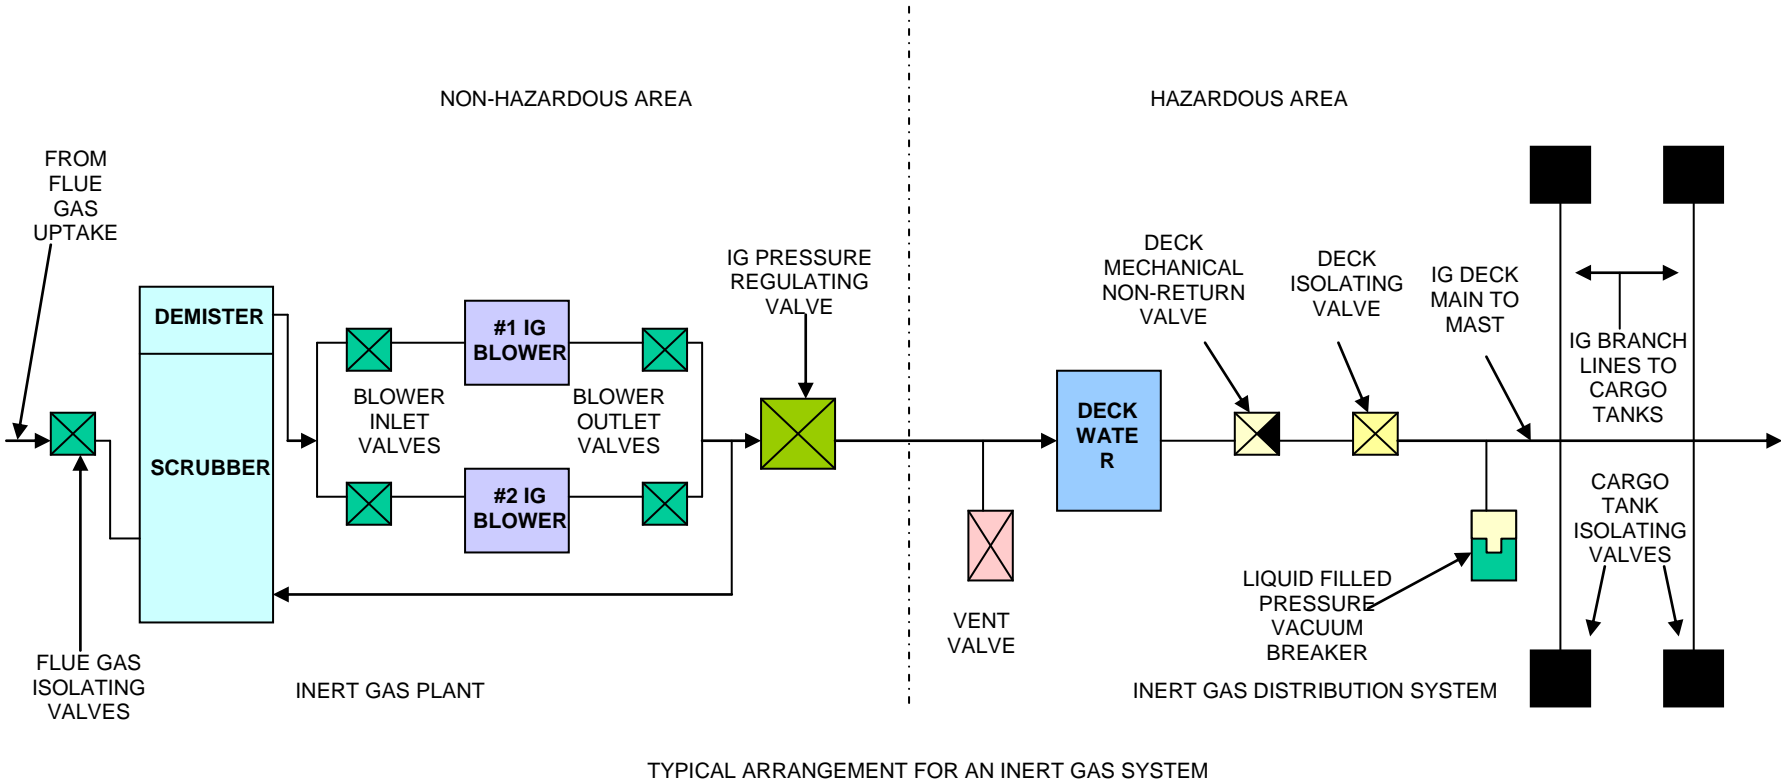 NON-HAZARDOUS AREA
HAZARDOUS AREA
FROM
FLUE
GAS
UPTAKE
DEMISTER
SCRUBBER
#1 IG
BLOWER
BLOWER
INLET
VALVES
BLOWER
OUTLET
VALVES
#2 IG
BLOWER
IG PRESSURE
REGULATING
VALVE
DECK
WATE
R
DECK
MECHANICAL
NON-RETURN
VALVE
DECK
ISOLATING
VALVE
IG DECK
MAIN TO
MAST
IG BRANCH
LINES TO
CARGO
TANKS
CARGO
TANK
ISOLATING
VALVES
VENT
VALVE
LIQUID FILLED
PRESSURE
VACUUM
BREAKER
FLUE GAS
ISOLATING
VALVES
INERT GAS PLANT
INERT GAS DISTRIBUTION SYSTEM
TYPICAL ARRANGEMENT FOR AN INERT GAS SYSTEM